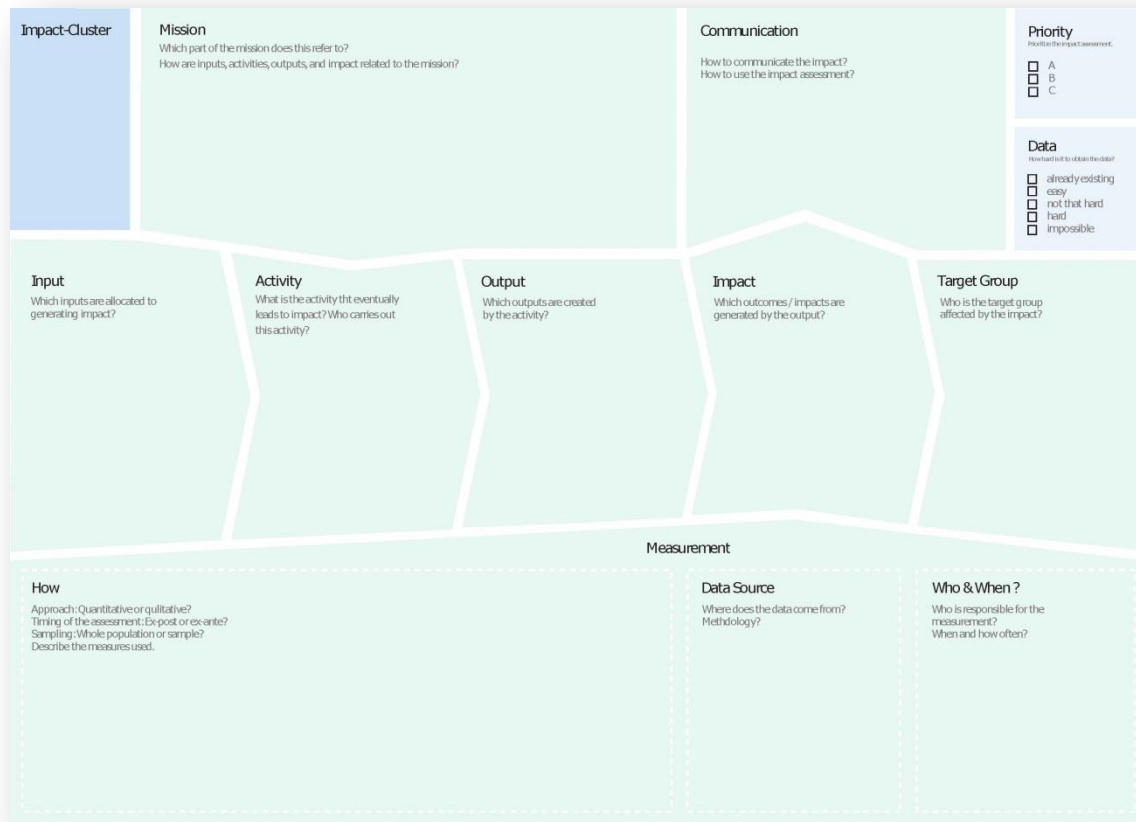 Impact-Cluster
Mission
Which part of the mission does this refer to?
How are inputs, activities, outputs, and impact related to the mission?
Communication
How to communicate the impact?
How to use the impact assessment?
Priority
Prioritize the impact assessment.
A
B
C
Data
How hard is it to obtain the data?
already existing
easy
not that hard
hard
impossible
Input
Which inputs are allocated to
generating impact?
Activity
What is the activity tht eventually
leads to impact? Who carries out
this activity?
Output
Which outputs are created
by the activity?
Impact
Which outcomes / impacts are
generated by the output?
Target Group
Who is the target group
affected by the impact?
Measurement
How
Approach: Quantitative or qulitative?
Timing of the assessment: Ex-post or ex-ante?
Sampling: Whole population or sample?
Describe the measures used.
Data Source
Where does the data come from?
Methdology?
Who & When ?
Who is responsible for the
measurement?
When and how often?